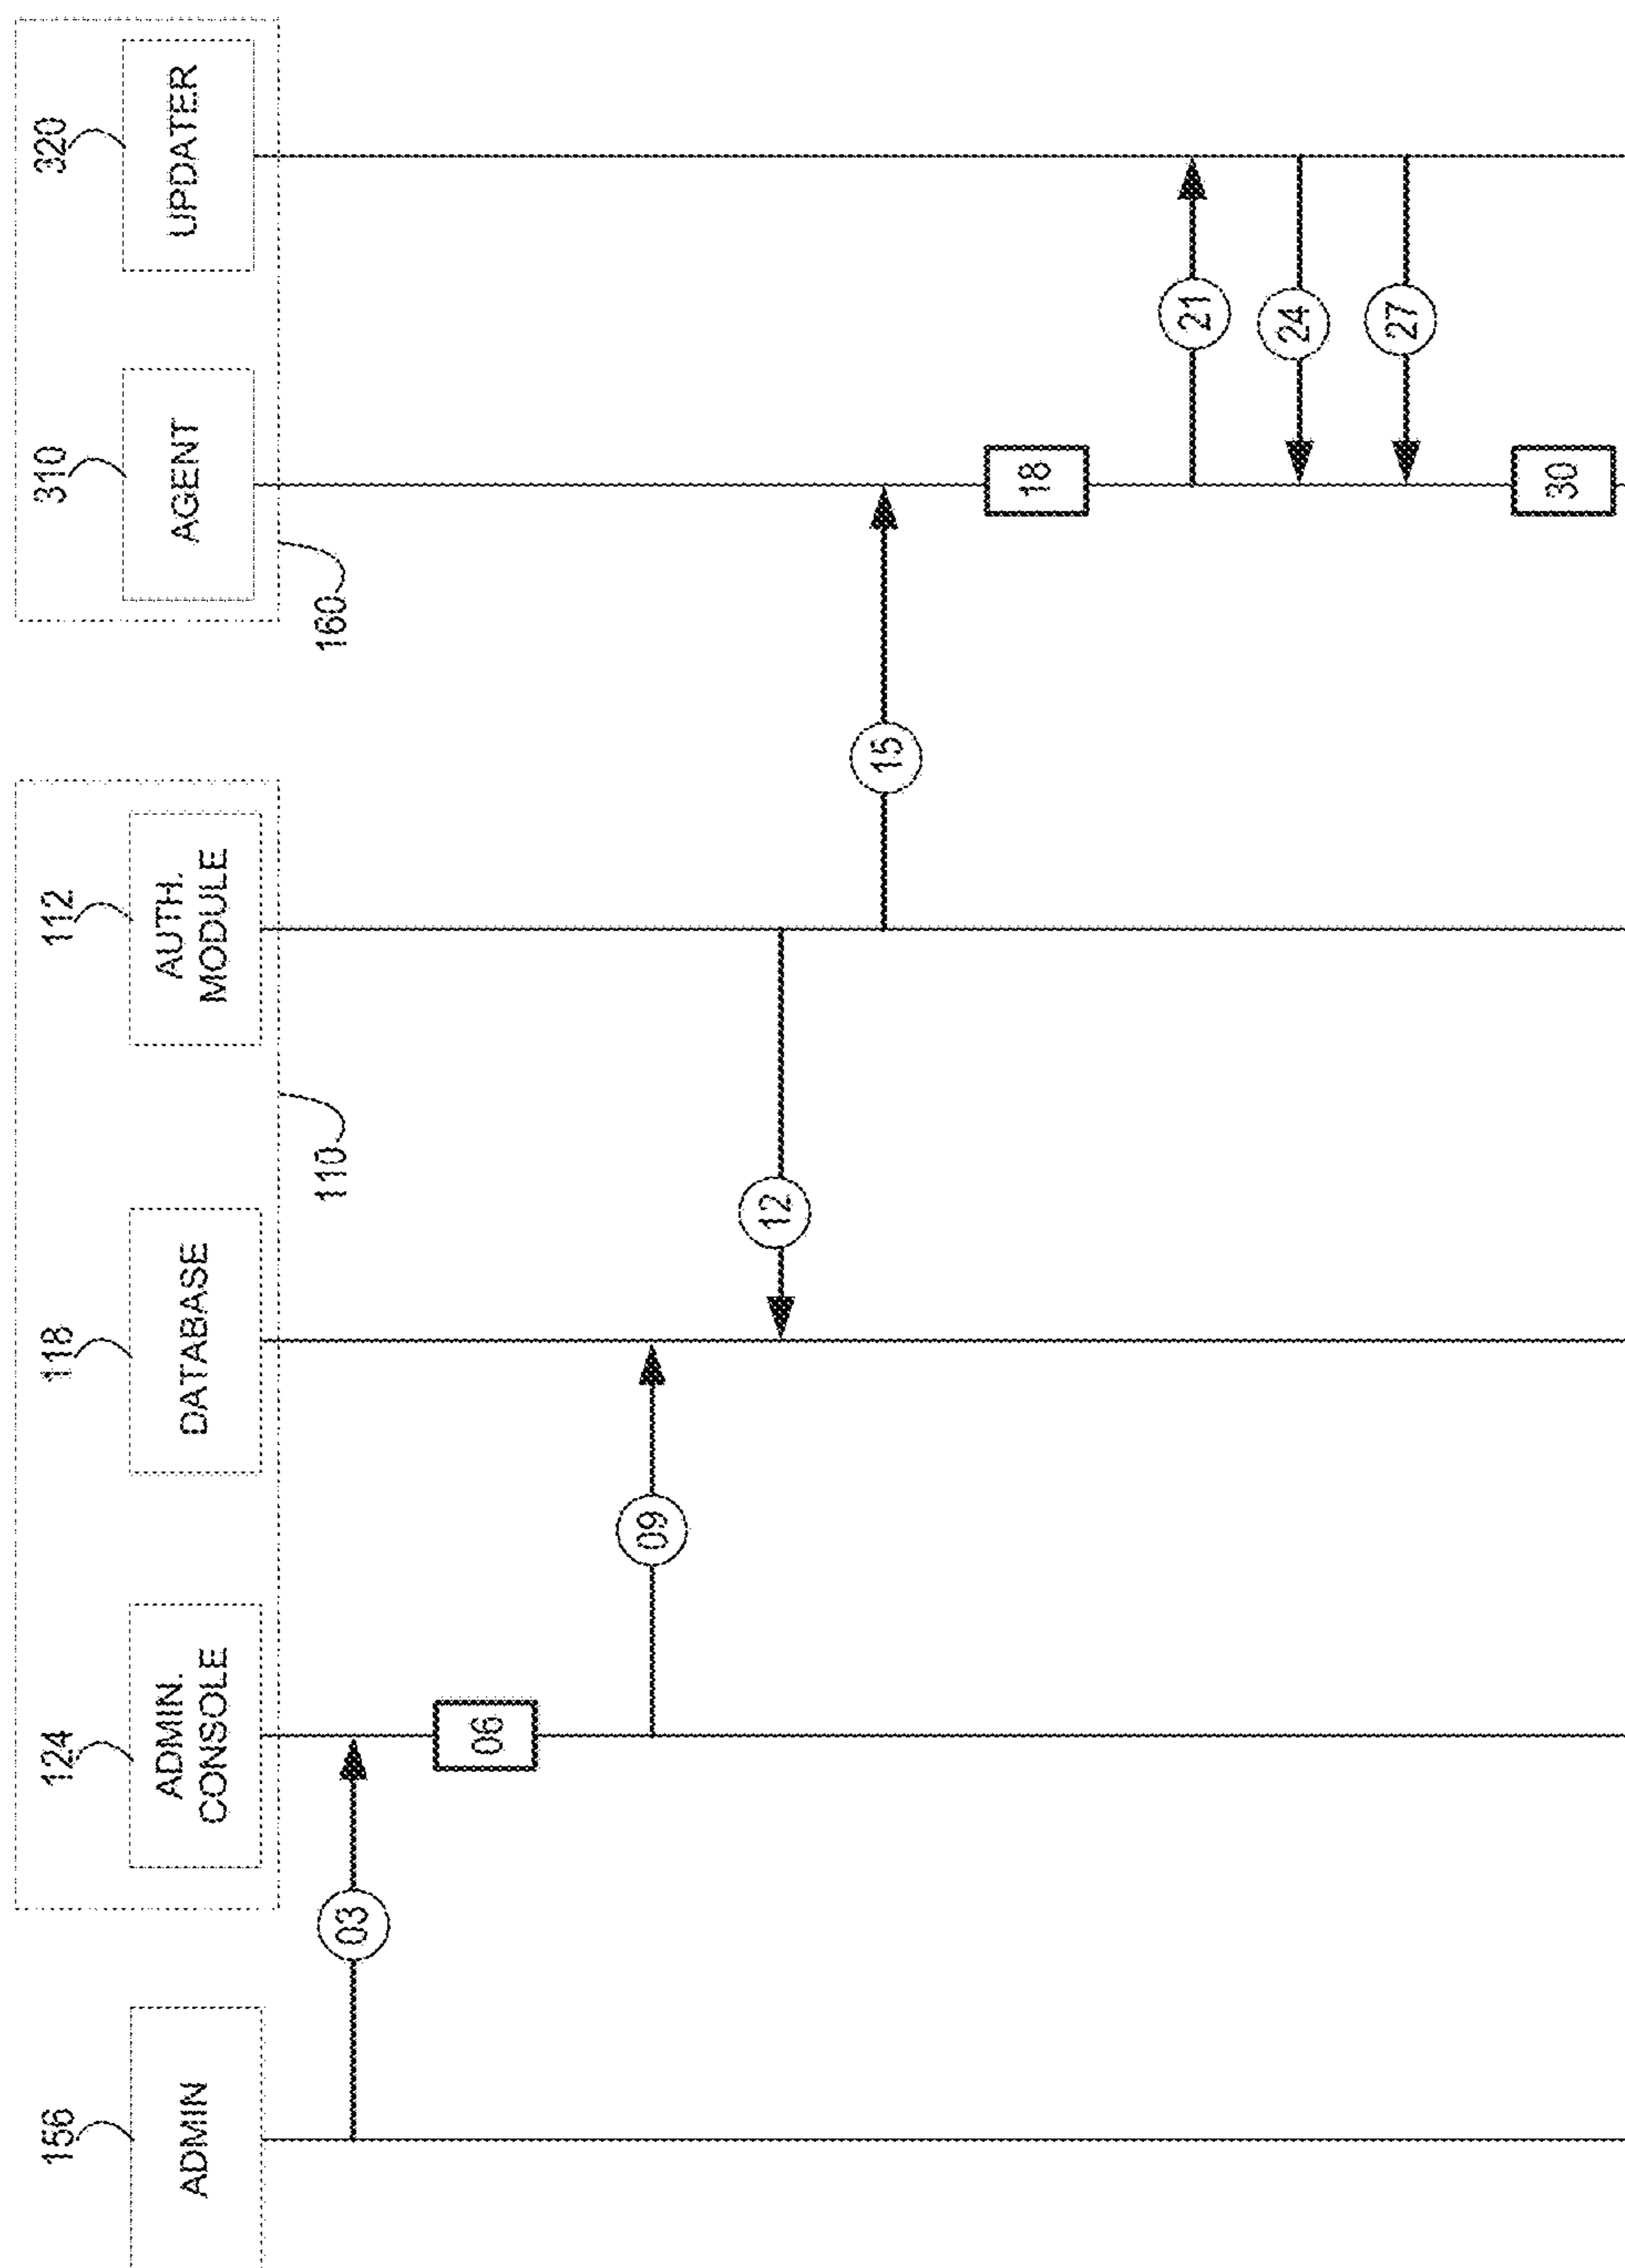 156
124
118
112
310
320
ADMIN
ADMIN.
CONSOLE
DATABASE
AUTH.
MODULE
AGENT
UPDATER
110
160
03
06
09
12
15
18
21
24
27
30